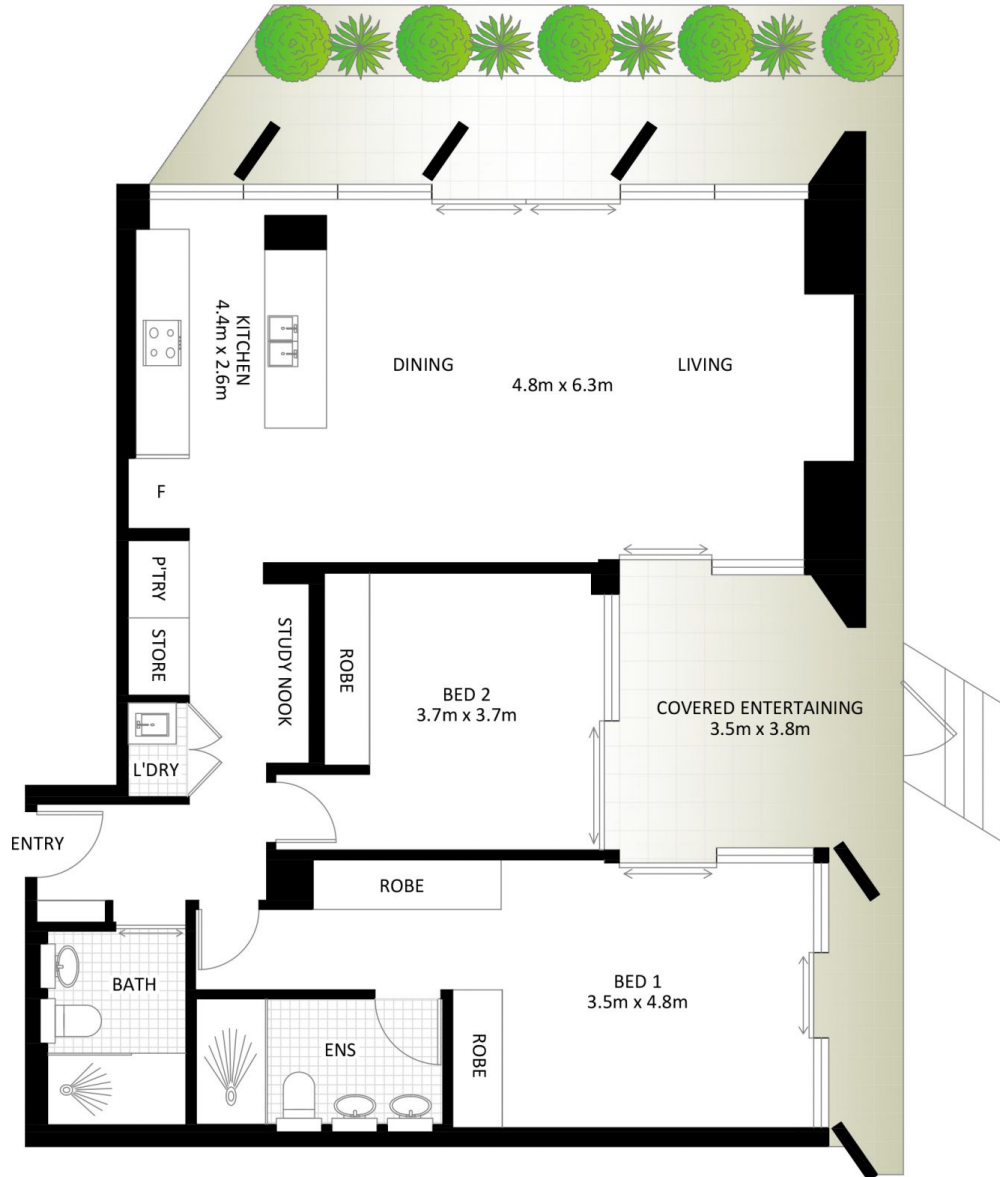 KITCHEN
4.4m x 2.6m
DINING
LIVING
4.8m x 6.3m
F
P'TRY
STORE
STUDY NOOK
ROBE
BED 2
3.7m x 3.7m
COVERED ENTERTAINING
3.5m x 3.8m
L'DRY
ENTRY
ROBE
BATH
BED 1
3.5m x 4.8m
ENS
ROBE